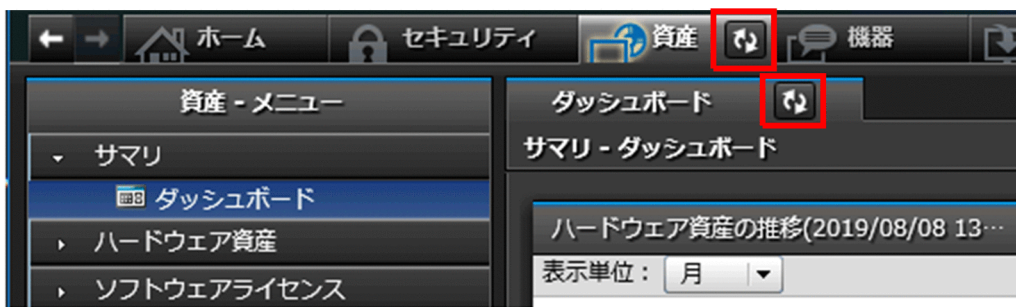 ホーム セキュリティ 資産 機器
資産 - メニュー
サマリ
ダッシュボード
ハードウェア資産
ソフトウェアライセンス
ダッシュボード
サマリ - ダッシュボード
ハードウェア資産の推移(2019/08/08 13…
表示単位： 月